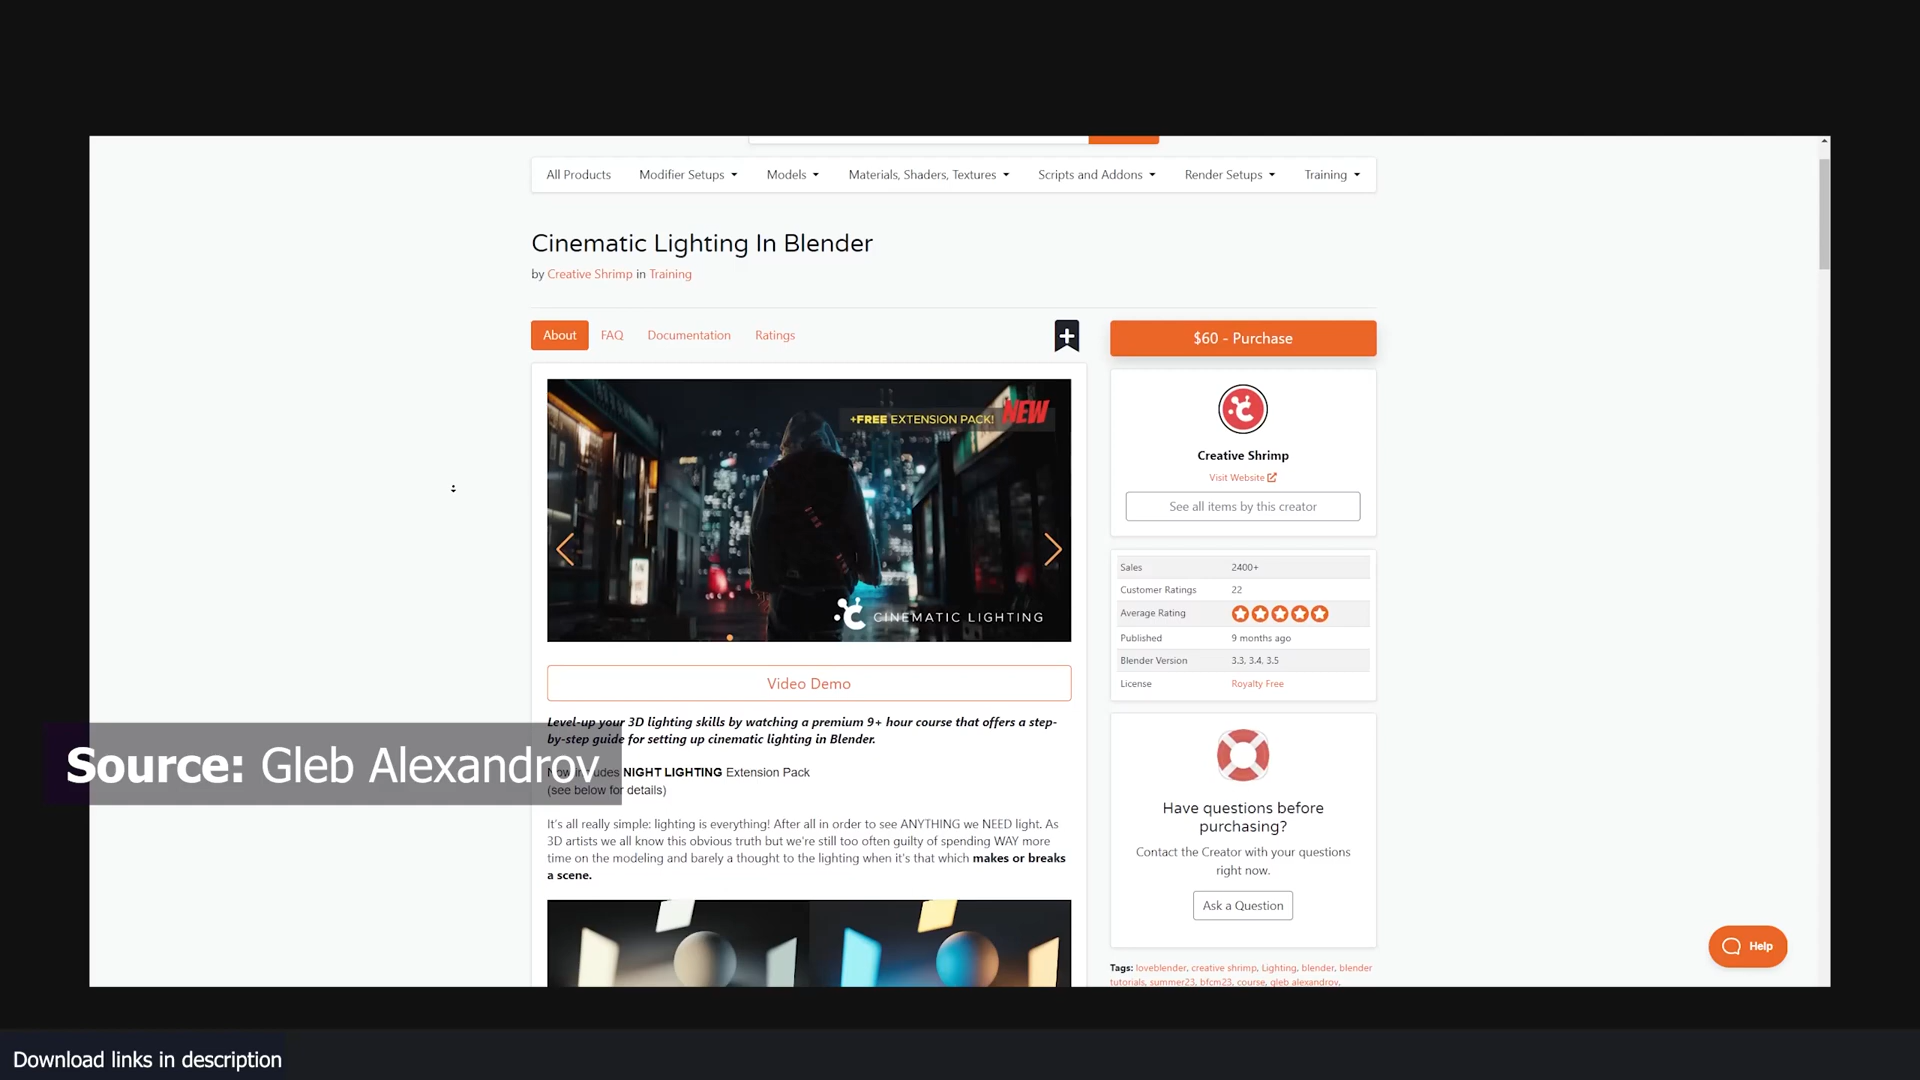 All Products Modifier Setups Models Materials, Shaders, Textures Scripts and Addons Render Setups Training
Cinematic Lighting In Blender
by Creative Shrimp in Training
About FAQ Documentation Ratings
+FREE EXTENSION PACK! NEW
CINEMATIC LIGHTING
Video Demo
Level-up your 3D lighting skills by watching a premium 9+ hour course that offers a step-
by-step guide for setting up cinematic lighting in Blender.
Now includes NIGHT LIGHTING Extension Pack
(see below for details)
It's all really simple: lighting is everything! After all in order to see ANYTHING we NEED light. As
3D artists we all know this obvious truth but we're still too often guilty of spending WAY more
time on the modeling and barely a thought to the lighting when it's that which makes or breaks
a scene.
$60 - Purchase
Creative Shrimp
Visit Website
See all items by this creator
Sales 2400+
Customer Ratings 22
Average Rating
Published 9 months ago
Blender Version 3.3, 3.4, 3.5
License Royalty Free
Have questions before
purchasing?
Contact the Creator with your questions
right now.
Ask a Question
Tags: loveblender, creative shrimp, Lighting, blender, blender
tutorials, summer23, bfcm23, course, gleb alexandrov,
Help
Source: Gleb Alexandrov
Download links in description